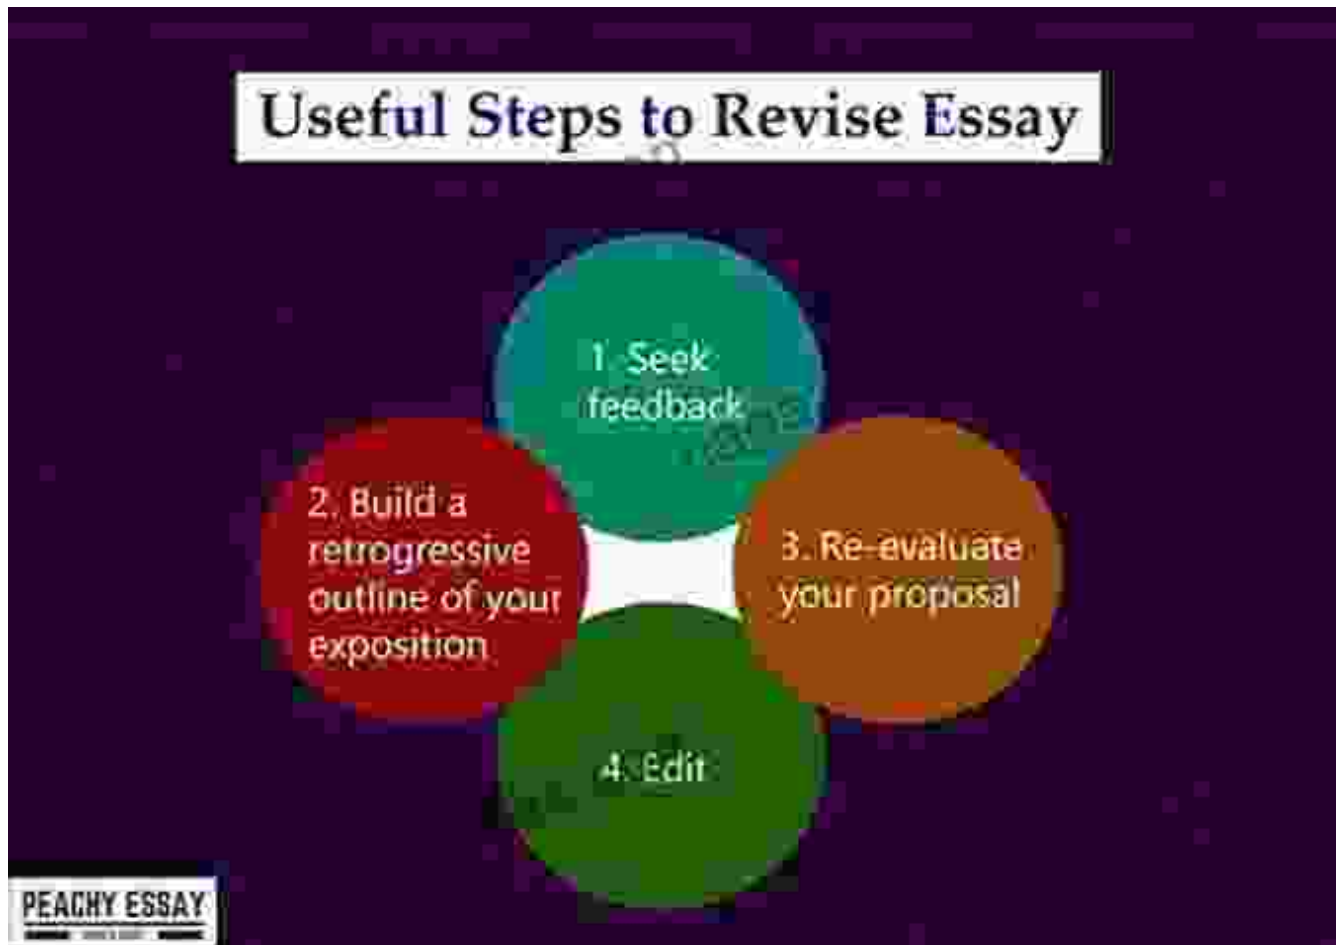 Useful Steps to Revise Essay
1. Seek
feedback
2. Build a
retrogressive
outline of your
exposition
3. Re-evaluate
your proposal
4. Edit
PEACHY ESSAY